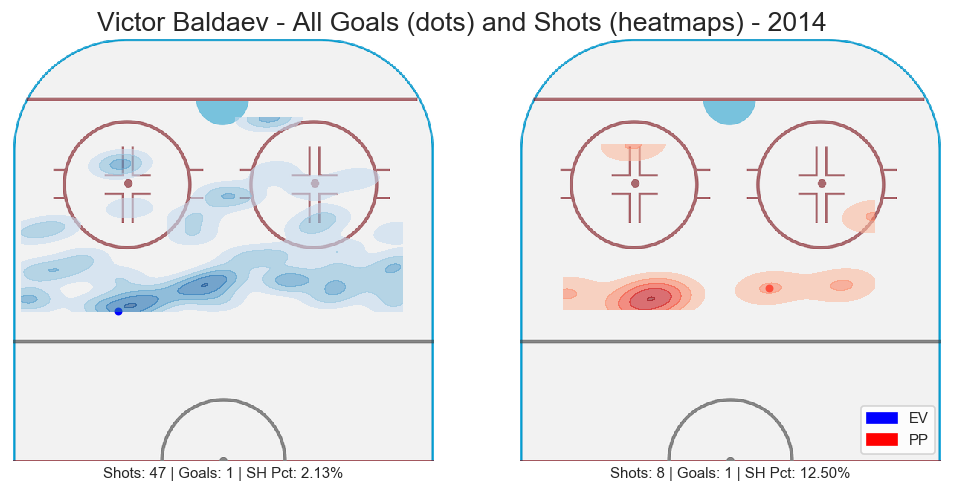 Victor Baldaev - All Goals (dots) and Shots (heatmaps) - 2014
EV
PP
Shots: 47 | Goals: 1 | SH Pct: 2.13%
Shots: 8 | Goals: 1 | SH Pct: 12.50%